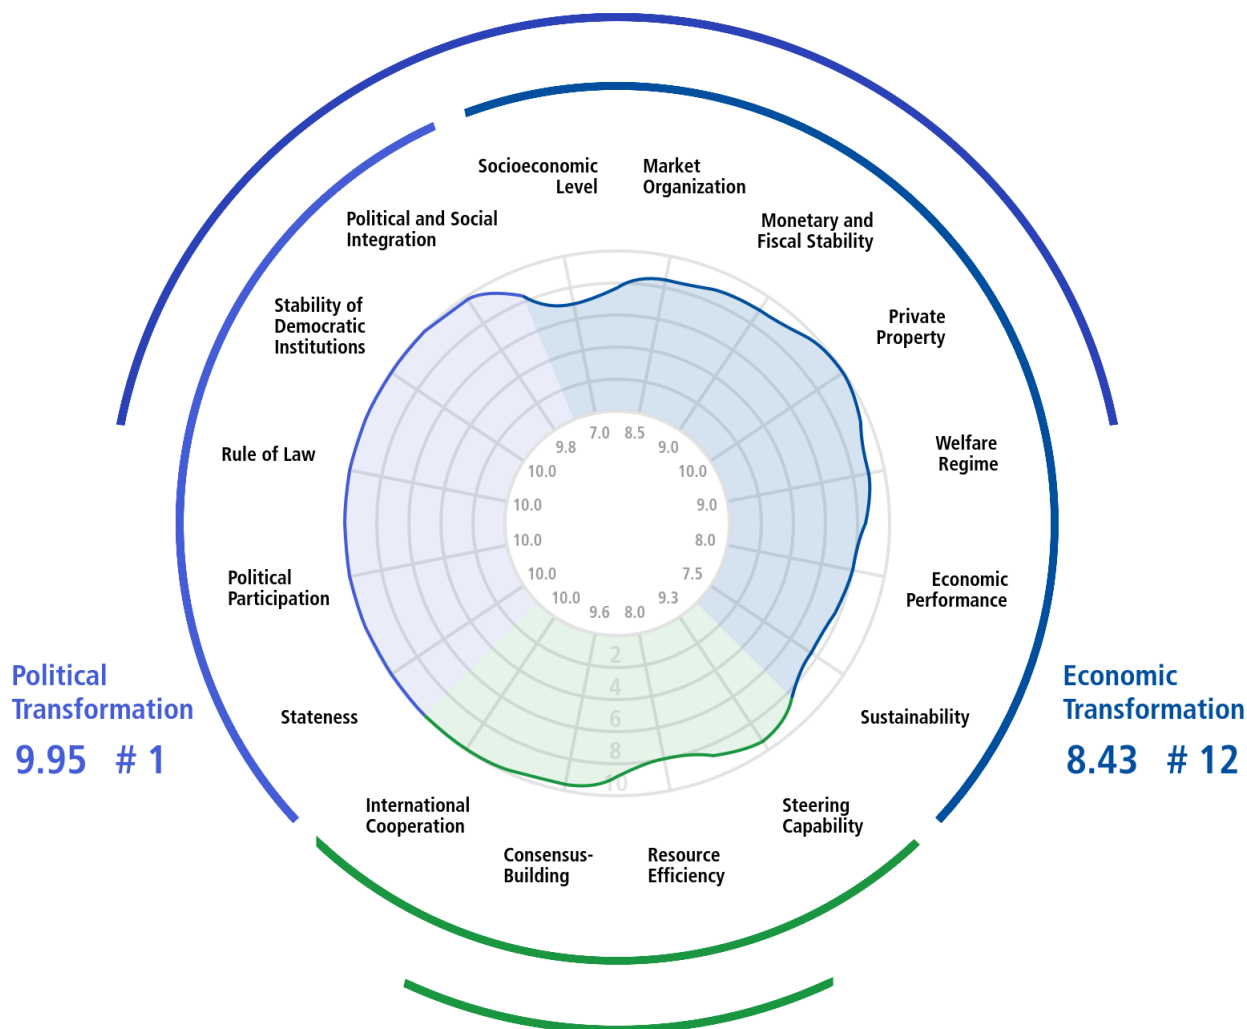 Socioeconomic
Level
Market
Organization
Political and Social
Integration
Monetary and
Fiscal Stability
Stability of
Democratic
Institutions
Private
Property
Rule of Law
Welfare
Regime
Political
Participation
Economic
Performance
Stateness
Sustainability
International
Cooperation
Steering
Capability
Consensus-
Building
Resource
Efficiency
7.0
8.5
9.8
9.0
10.0
10.0
10.0
9.0
10.0
8.0
10.0
7.5
10.0
9.3
9.6
8.0
2
4
6
8
10
Political
Transformation
9.95 # 1
Economic
Transformation
8.43 # 12